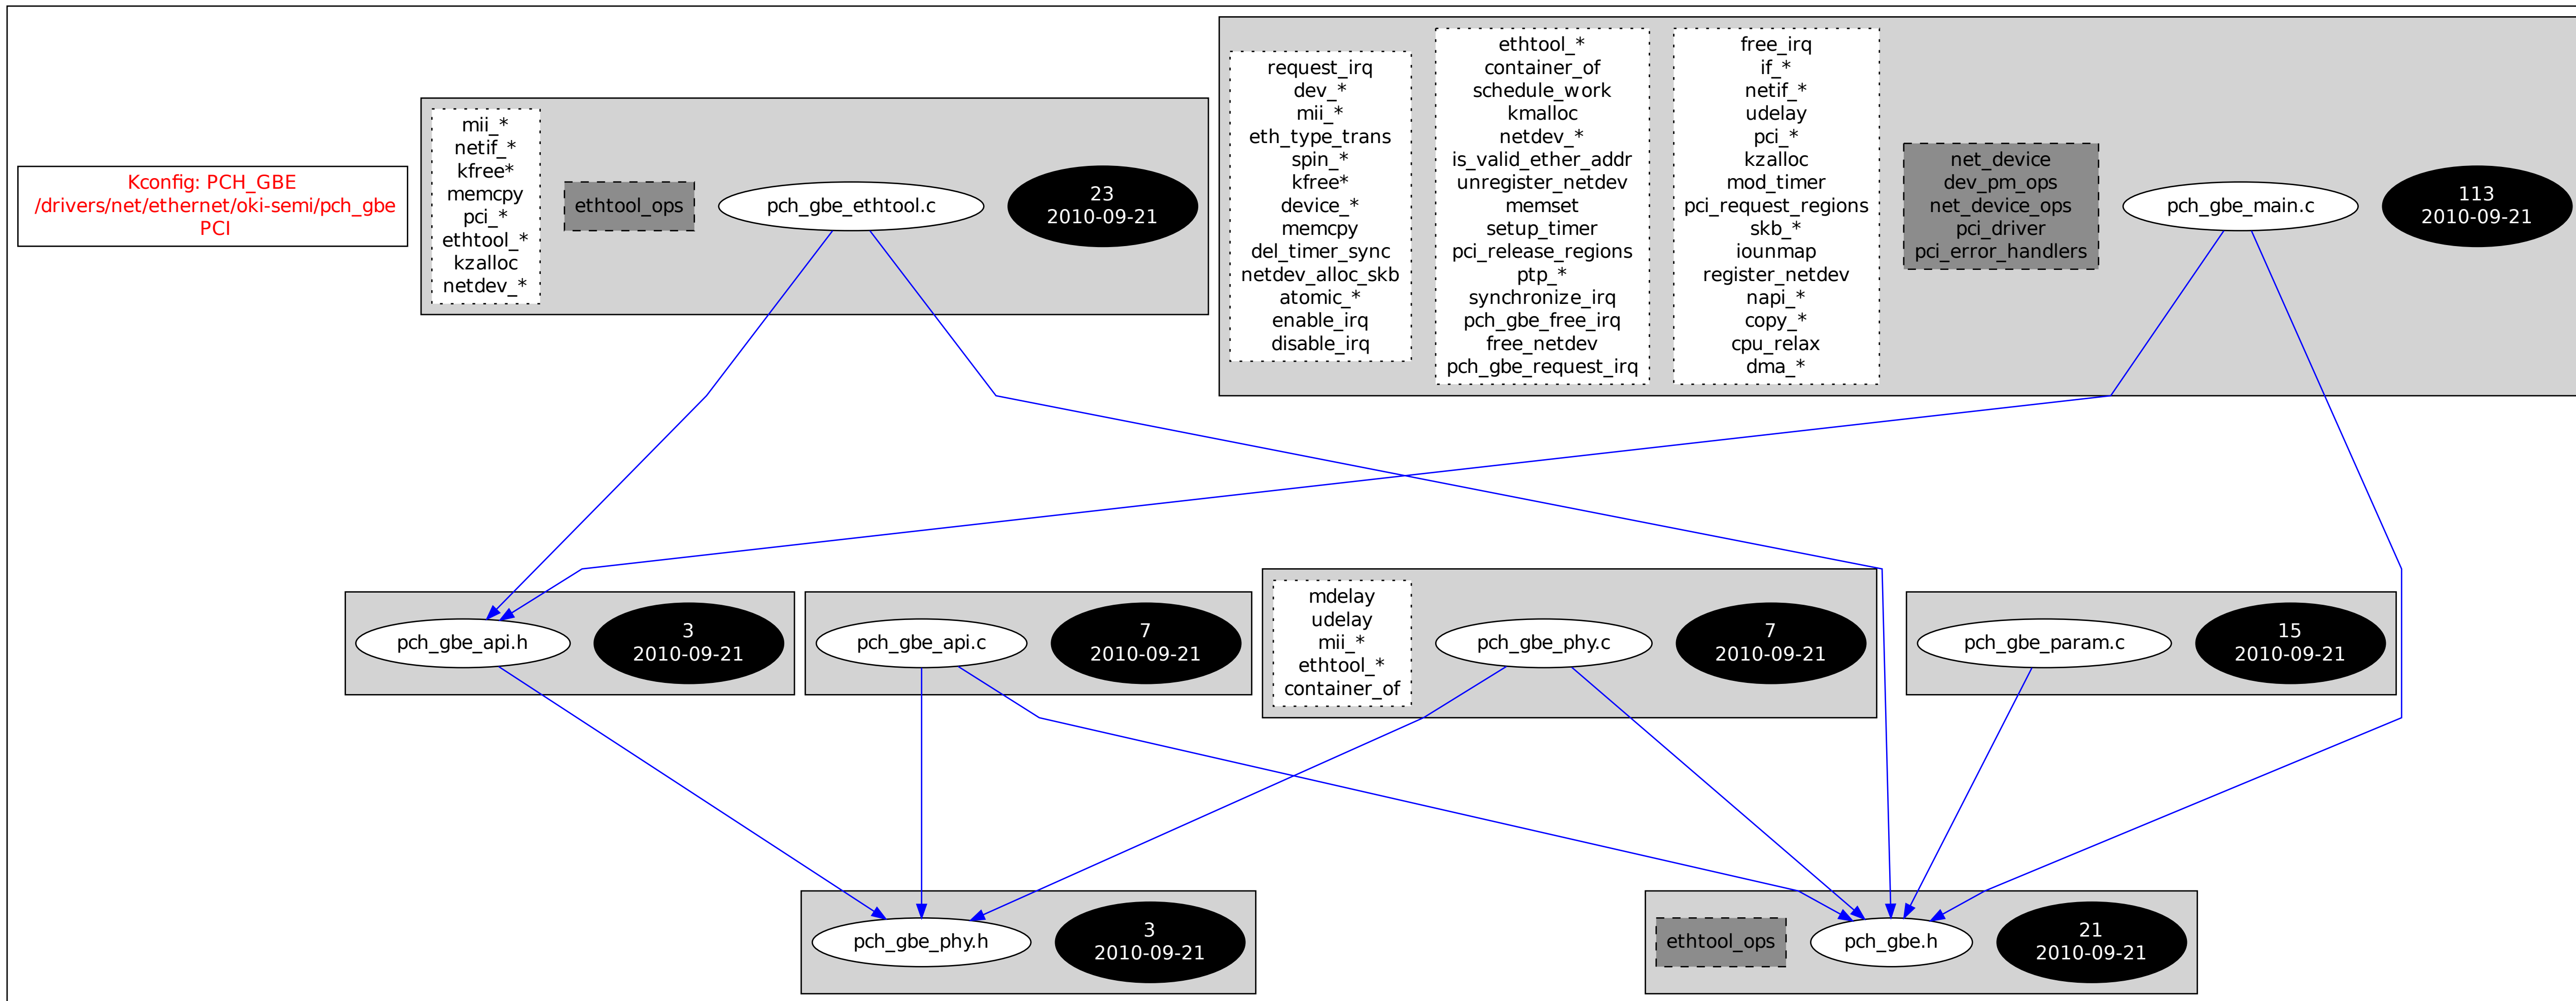 Kconfig: PCH_GBE
/drivers/net/ethernet/oki-semi/pch_gbe
PCI
mii_*
netif_*
kfree*
memcpy
pci_*
ethtool_*
kzalloc
netdev_*
ethtool_ops
pch_gbe_ethtool.c
23
2010-09-21
request_irq
dev_*
mii_*
eth_type_trans
spin_*
kfree*
device_*
memcpy
del_timer_sync
netdev_alloc_skb
atomic_*
enable_irq
disable_irq
ethtool_*
container_of
schedule_work
kmalloc
netdev_*
is_valid_ether_addr
unregister_netdev
memset
setup_timer
pci_release_regions
ptp_*
synchronize_irq
pch_gbe_free_irq
free_netdev
pch_gbe_request_irq
free_irq
if_*
netif_*
udelay
pci_*
kzalloc
mod_timer
pci_request_regions
skb_*
iounmap
register_netdev
napi_*
copy_*
cpu_relax
dma_*
net_device
dev_pm_ops
net_device_ops
pci_driver
pci_error_handlers
pch_gbe_main.c
113
2010-09-21
pch_gbe_api.h
3
2010-09-21
pch_gbe_api.c
7
2010-09-21
mdelay
udelay
mii_*
ethtool_*
container_of
pch_gbe_phy.c
7
2010-09-21
pch_gbe_param.c
15
2010-09-21
pch_gbe_phy.h
3
2010-09-21
ethtool_ops
pch_gbe.h
21
2010-09-21